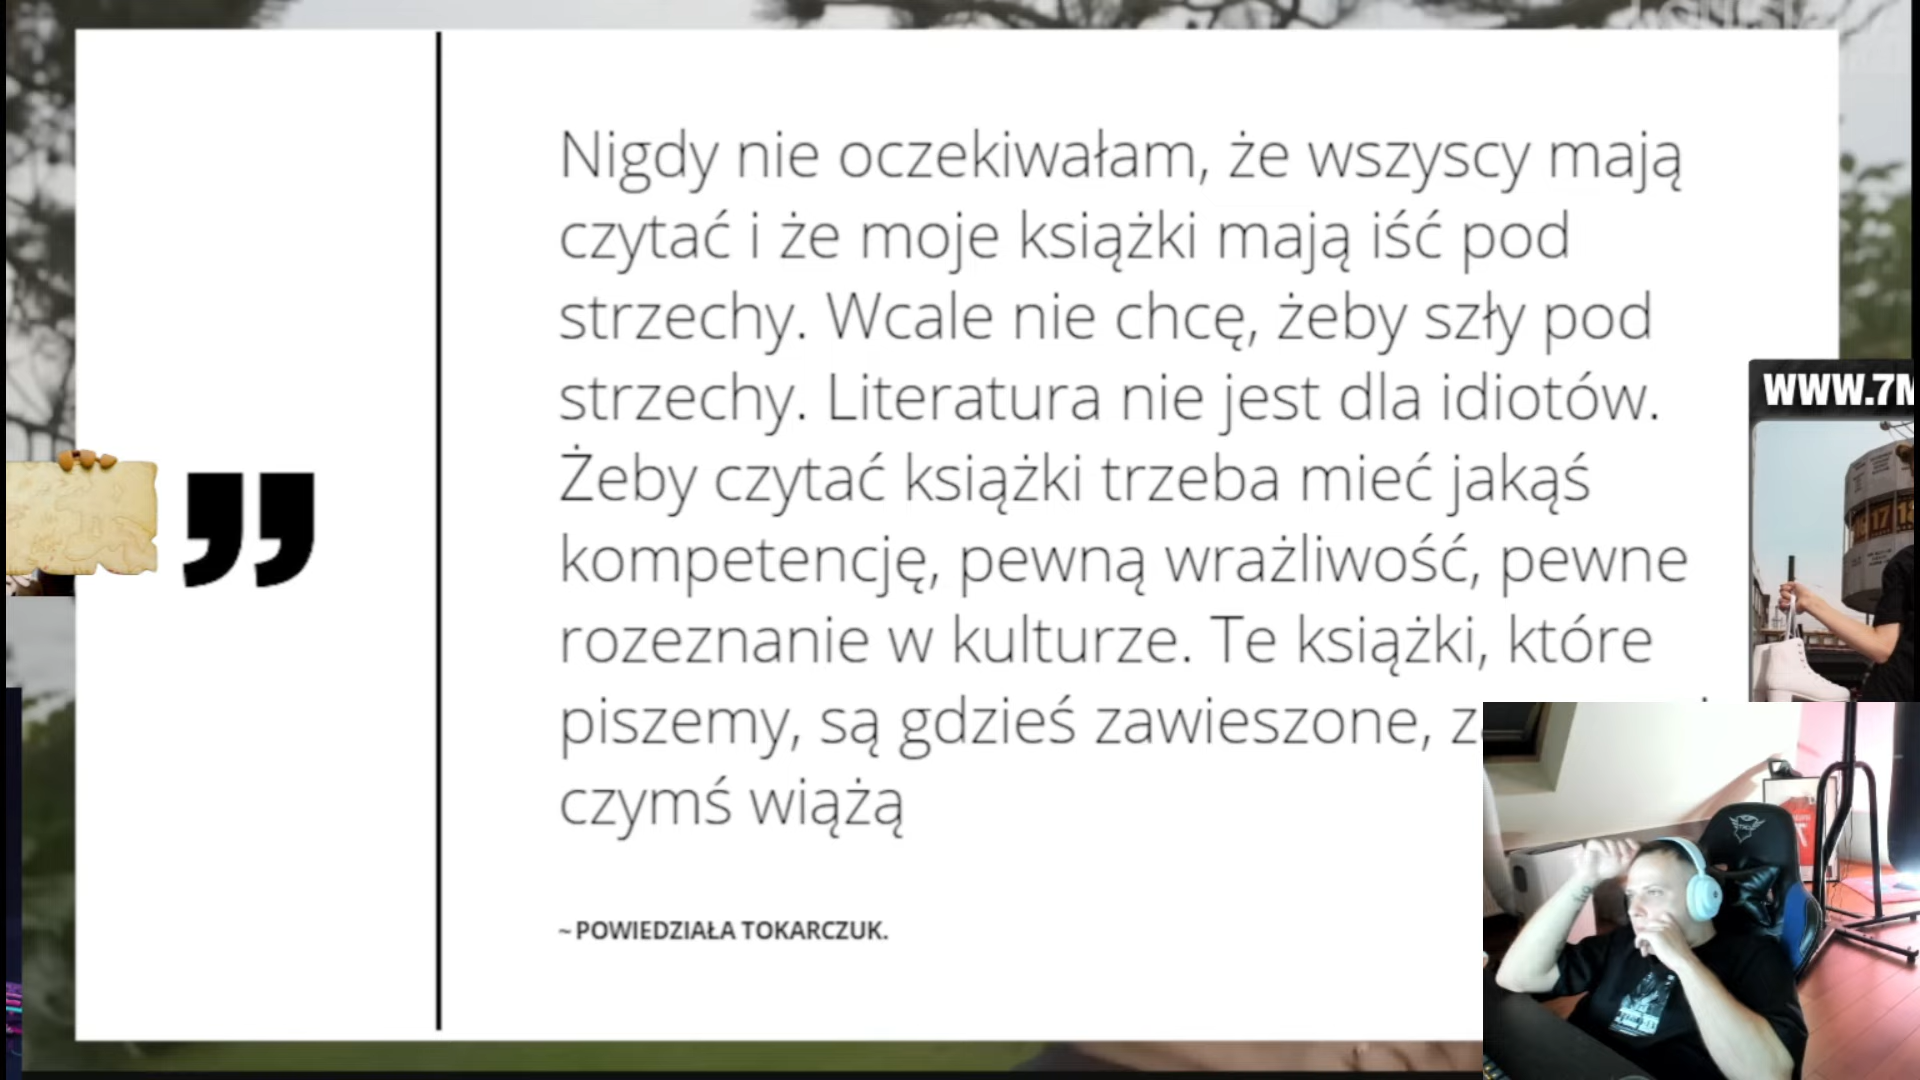 Nigdy nie oczekiwałam, że wszyscy mają
czytać i że moje książki mają iść pod
strzechy. Wcale nie chcę, żeby szły pod
strzechy. Literatura nie jest dla idiotów.
Żeby czytać książki trzeba mieć jakąś
kompetencję, pewną wrażliwość, pewne
rozeznanie w kulturze. Te książki, które
piszemy, są gdzieś zawieszone,
czymś wiążą
~ POWIEDZIAŁA TOKARCZUK.
WWW.7M
17